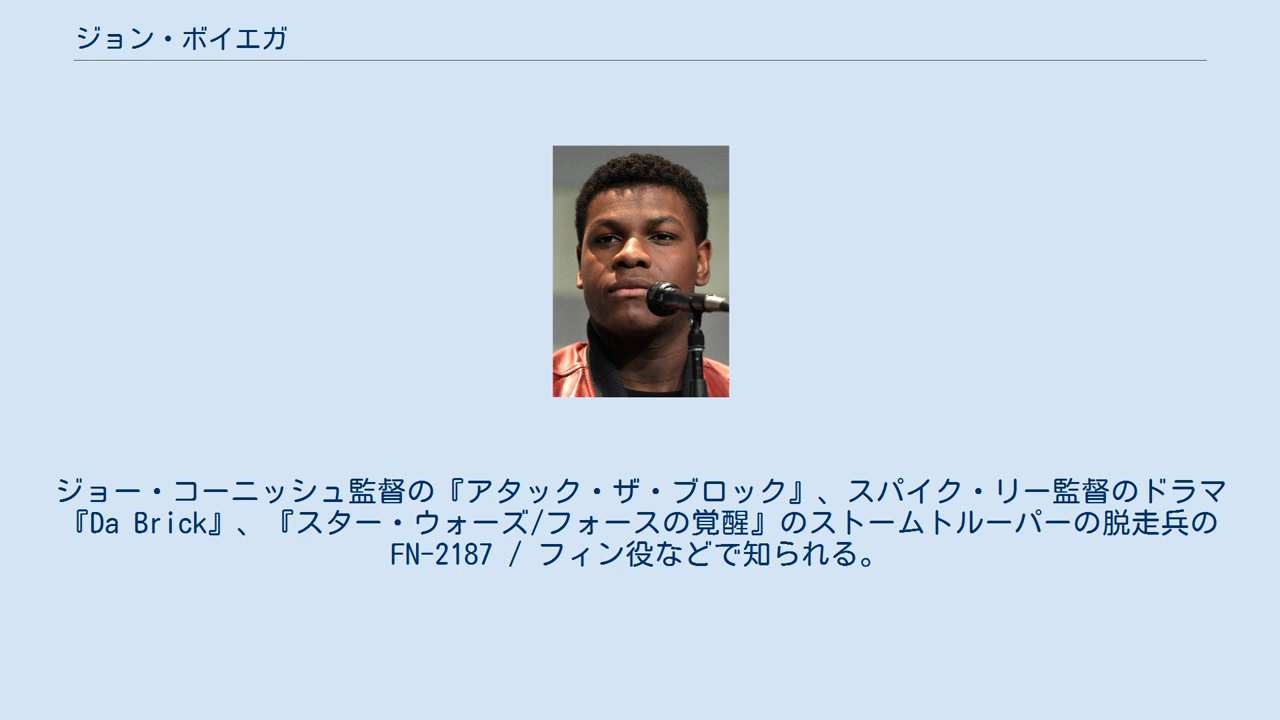 ジョン・ボイエガ
ジョー・コーニッシュ監督の『アタック・ザ・ブロック』、スパイク・リー監督のドラマ
『Da Brick』、『スター・ウォーズ/フォースの覚醒』のストームトルーパーの脱走兵の
FN-2187 / フィン役などで知られる。